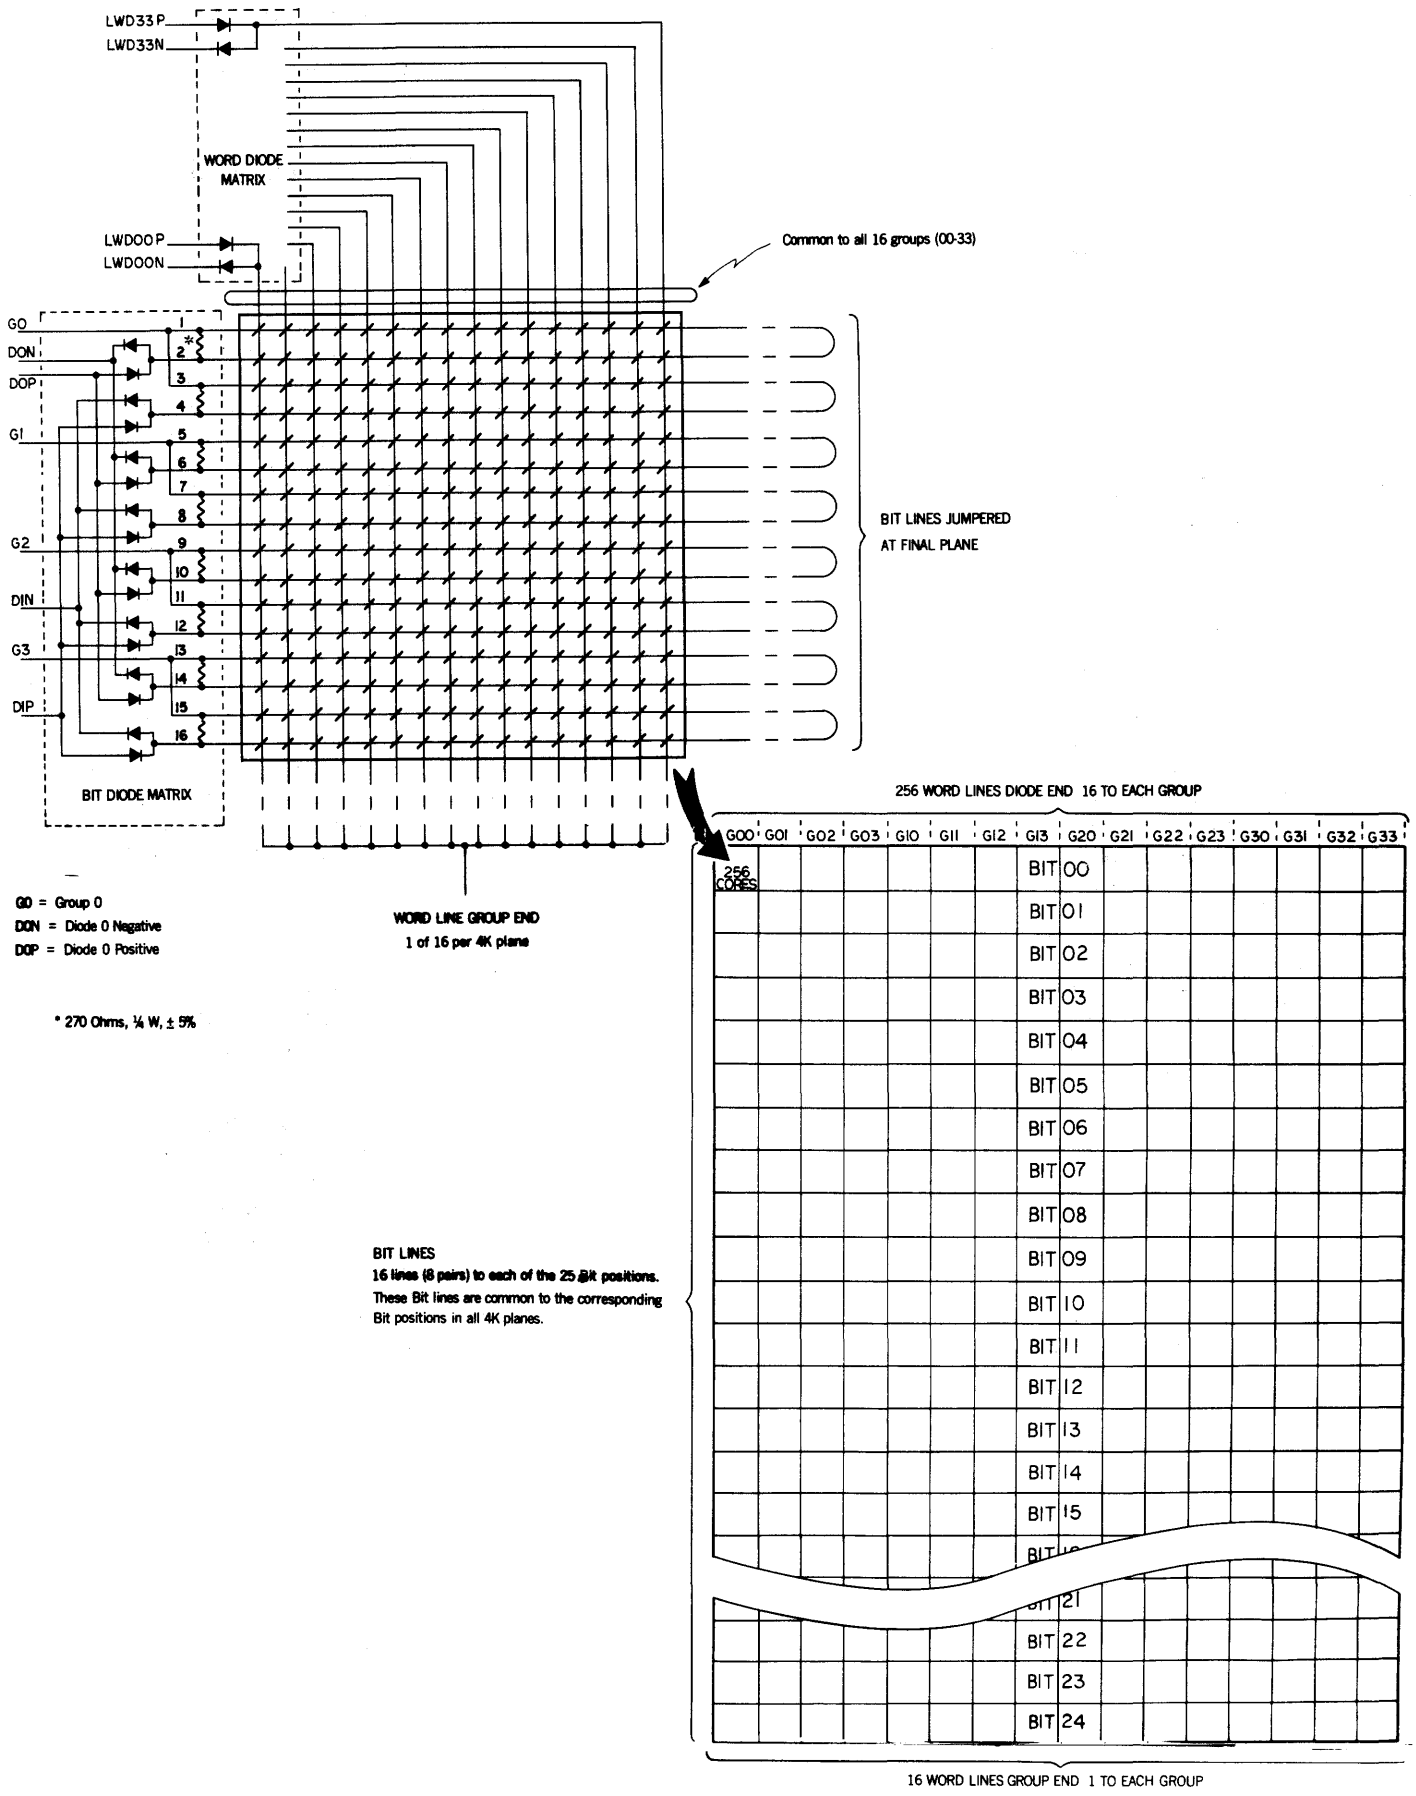 LWD33P
LWD33N
WORD DIODE
MATRIX
LWD00P
LWD00N
Common to all 16 groups (00-33)
G0
D0N
D0P
G1
G2
D1N
G3
D1P
1
*
2
3
4
5
6
7
8
9
10
11
12
13
14
15
16
BIT DIODE MATRIX
BIT LINES JUMPERED
AT FINAL PLANE
G0 = Group 0
D0N = Diode 0 Negative
D0P = Diode 0 Positive
* 270 Ohms, ¼ W, ± 5%
WORD LINE GROUP END
1 of 16 per 4K plane
256 WORD LINES DIODE END 16 TO EACH GROUP
G00 G01 G02 G03 G10 G11 G12 G13 G20 G21 G22 G23 G30 G31 G32 G33
256
CORES
BIT 00
BIT 01
BIT 02
BIT 03
BIT 04
BIT 05
BIT 06
BIT 07
BIT 08
BIT 09
BIT 10
BIT 11
BIT 12
BIT 13
BIT 14
BIT 15
BIT
BIT 21
BIT 22
BIT 23
BIT 24
BIT LINES
16 lines (8 pairs) to each of the 25 Bit positions.
These Bit lines are common to the corresponding
Bit positions in all 4K planes.
16 WORD LINES GROUP END 1 TO EACH GROUP